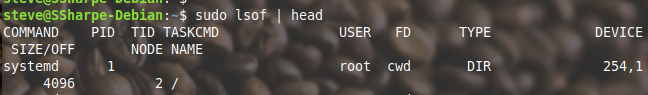 steve@SSharpe-Debian:~$ sudo lsof | head
COMMAND    PID  TID TASKCMD               USER   FD      TYPE             DEVICE
 SIZE/OFF       NODE NAME
systemd      1                            root  cwd       DIR              254,1
     4096          2 /